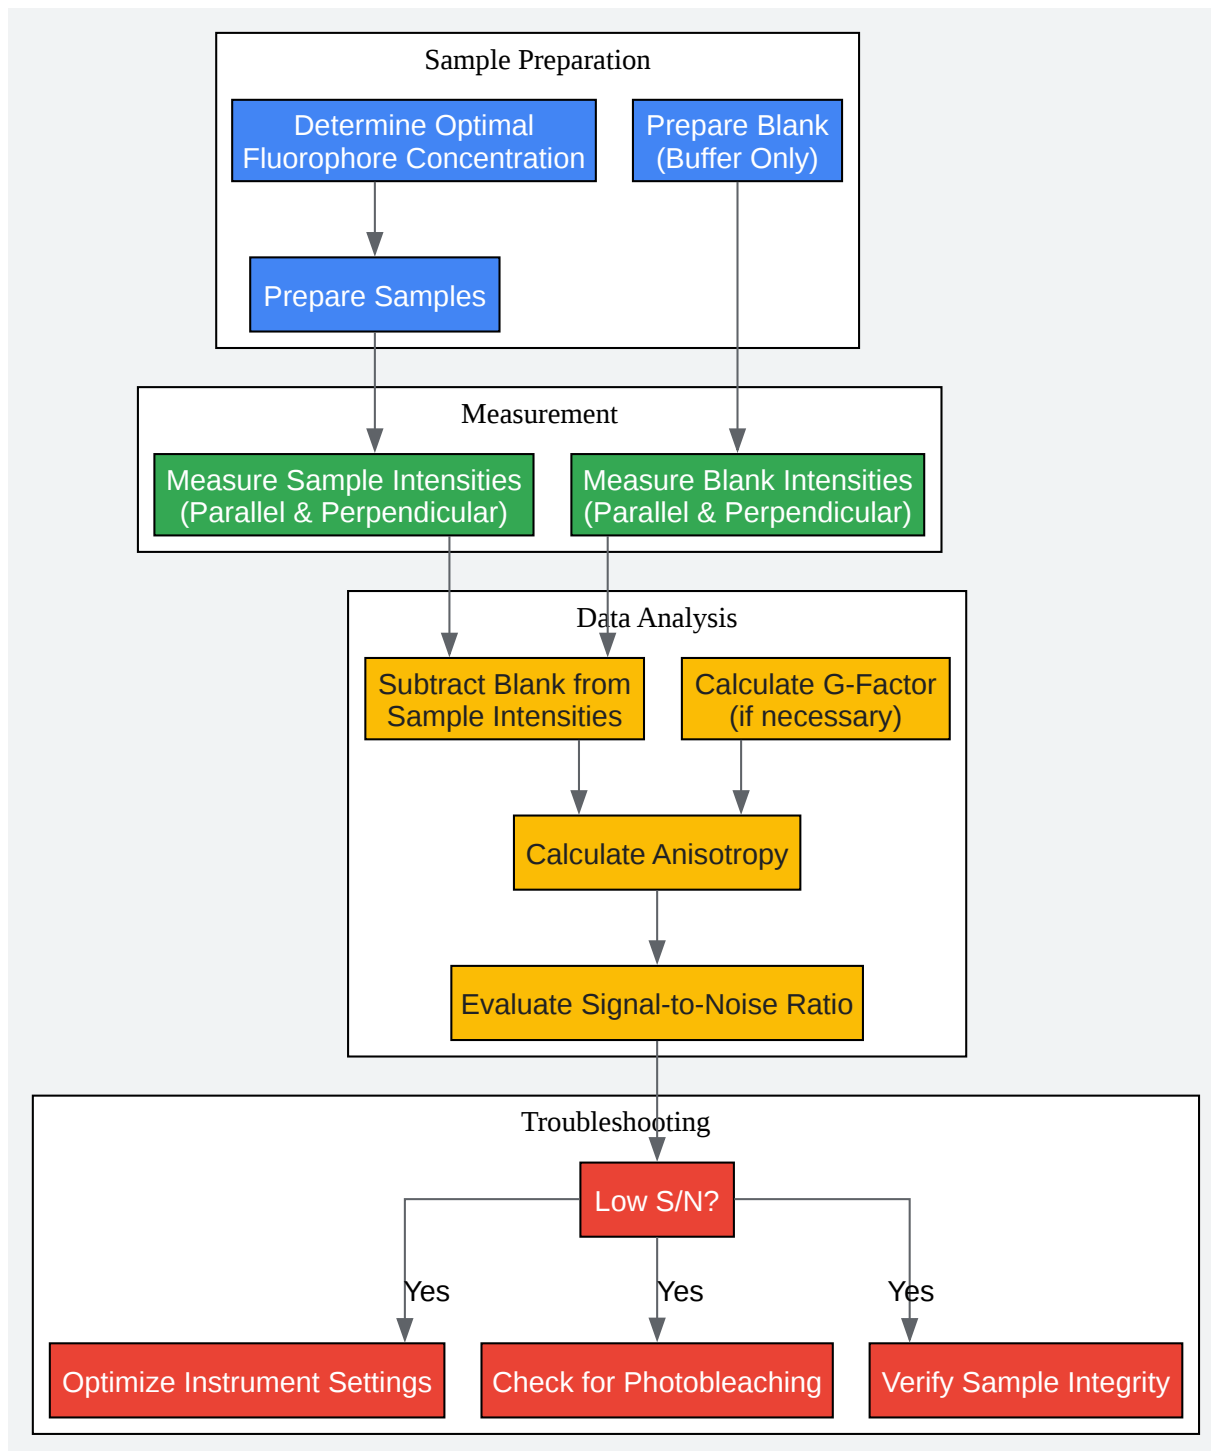 Sample Preparation
Determine Optimal
Fluorophore Concentration
Prepare Blank
(Buffer Only)
Prepare Samples
Measurement
Measure Sample Intensities
(Parallel & Perpendicular)
Measure Blank Intensities
(Parallel & Perpendicular)
Data Analysis
Subtract Blank from
Sample Intensities
Calculate G-Factor
(if necessary)
Calculate Anisotropy
Evaluate Signal-to-Noise Ratio
Troubleshooting
Low S/N?
Yes
Yes
Yes
Optimize Instrument Settings
Check for Photobleaching
Verify Sample Integrity